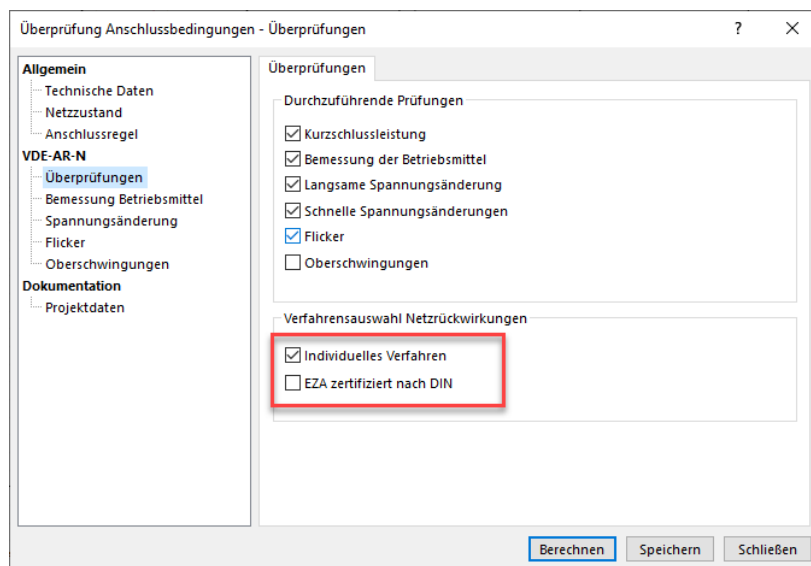 Überprüfung Anschlussbedingungen - Überprüfungen
?
Allgemein
Technische Daten
Netzzustand
Anschlussregel
VDE-AR-N
Überprüfungen
Bemessung Betriebsmittel
Spannungsänderung
Flicker
Oberschwingungen
Dokumentation
Projektdaten
Überprüfungen
Durchzuführende Prüfungen
Kurzschlussleistung
Bemessung der Betriebsmittel
Langsame Spannungsänderung
Schnelle Spannungsänderungen
Flicker
Oberschwingungen
Verfahrensauswahl Netzrückwirkungen
Individuelles Verfahren
EZA zertifiziert nach DIN
Berechnen
Speichern
Schließen